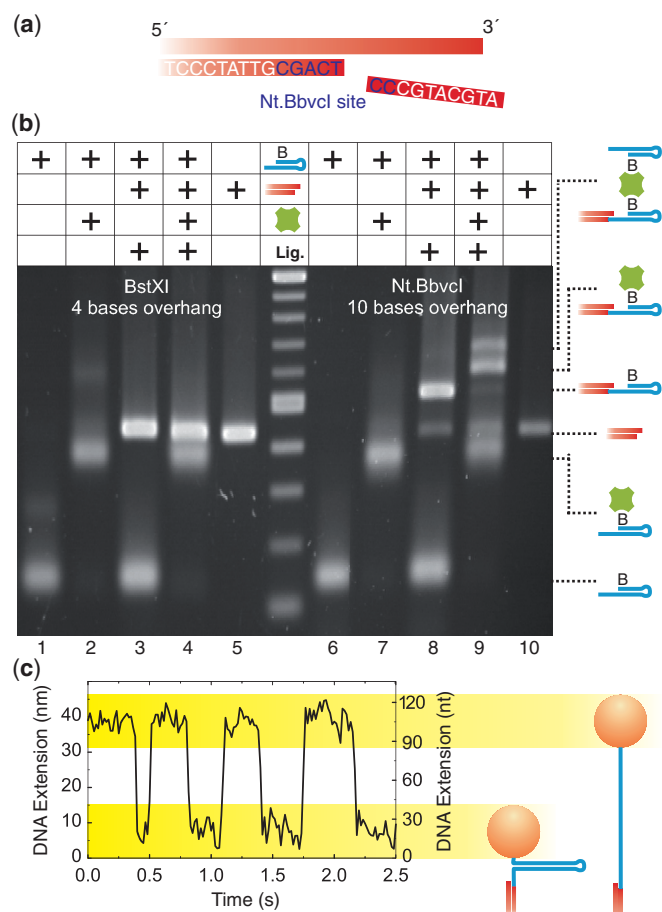 (a)
5´ 3´
TCCCTATTGCGACT
CCCGTACGTA
Nt.BbvcI site
(b)
+ + + + B + + + +
+ + + + + +
+ + + +
+ + Lig. + +
BstXI
4 bases overhang
Nt.BbvcI
10 bases overhang
B
B
B
B
B
B
1 2 3 4 5 6 7 8 9 10
(c)
DNA Extension (nm)
40
30
20
10
0
0.0 0.5 1.0 1.5 2.0 2.5
Time (s)
DNA Extension (nt)
120
90
60
30
0